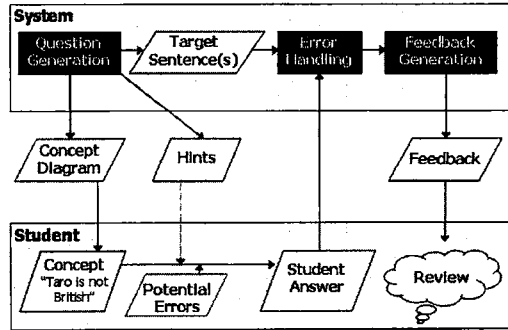 System
Question
Generation
Target
Sentence(s)
Error
Handling
Feedback
Generation
Concept
Diagram
Hints
Feedback
Student
Concept
"Taro is not
British"
Potential
Errors
Student
Answer
Review